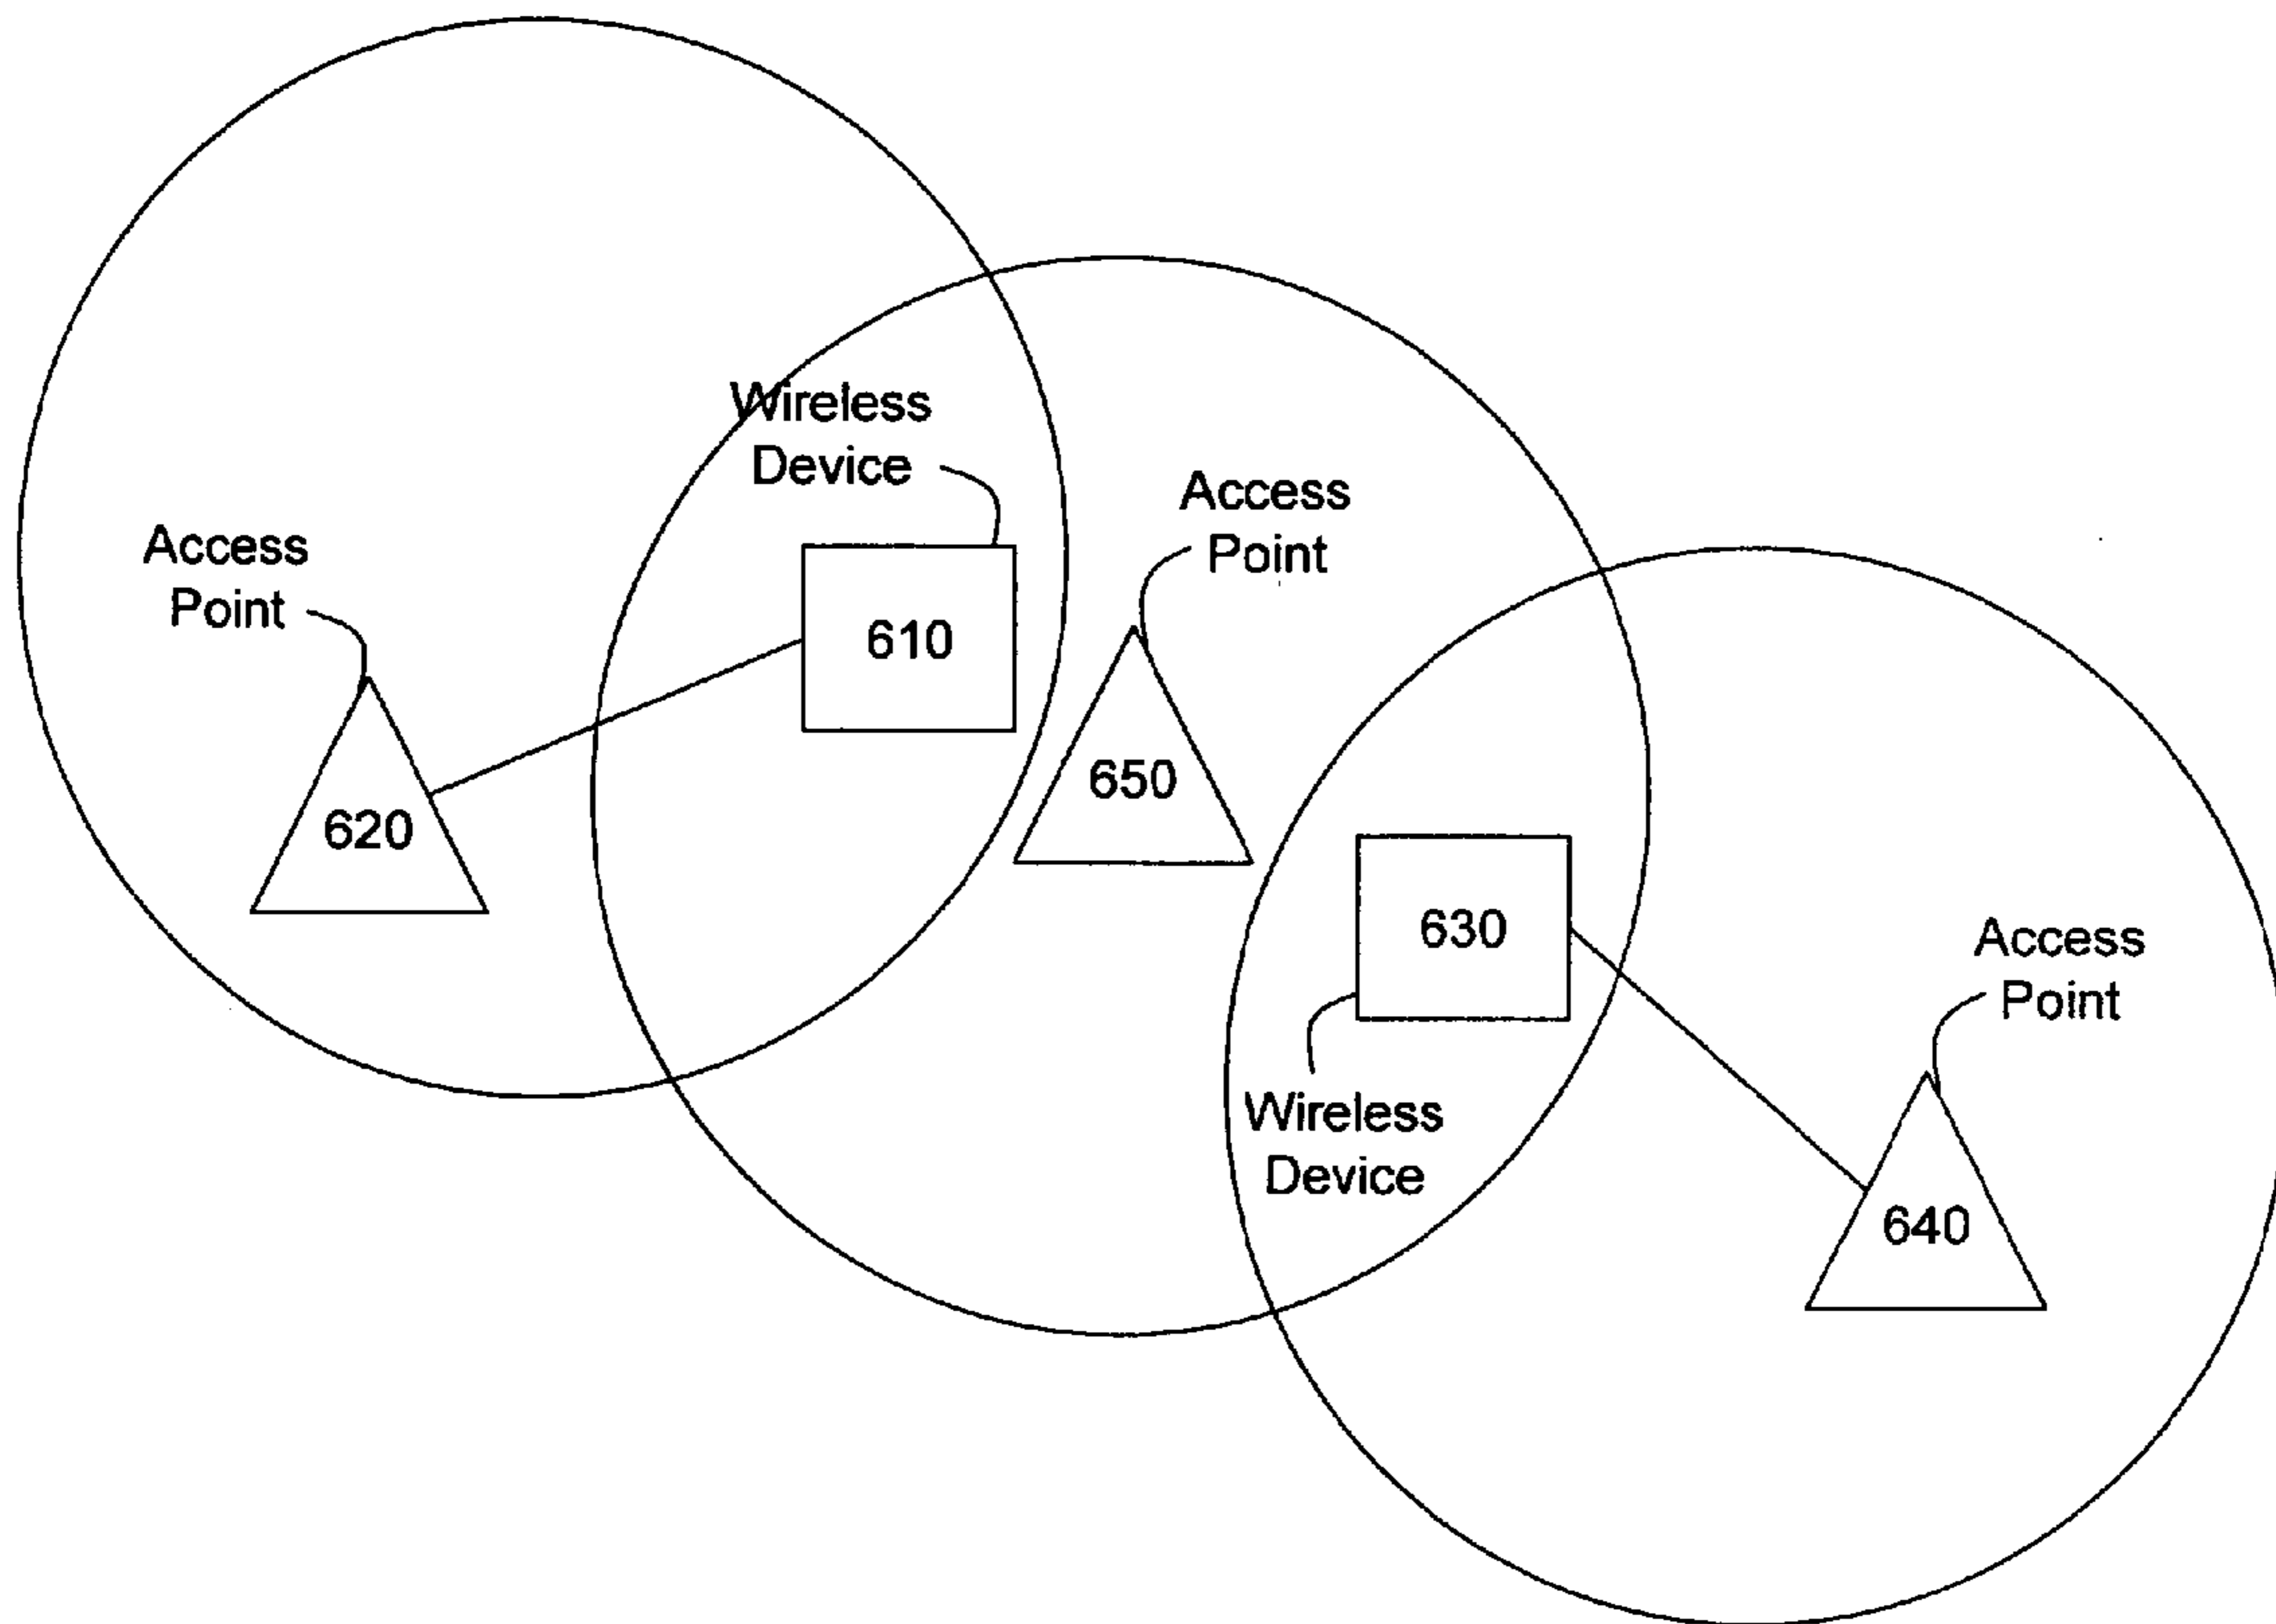 Wireless
Device
610
Access
Point
620
Access
Point
650
630
Wireless
Device
Access
Point
640